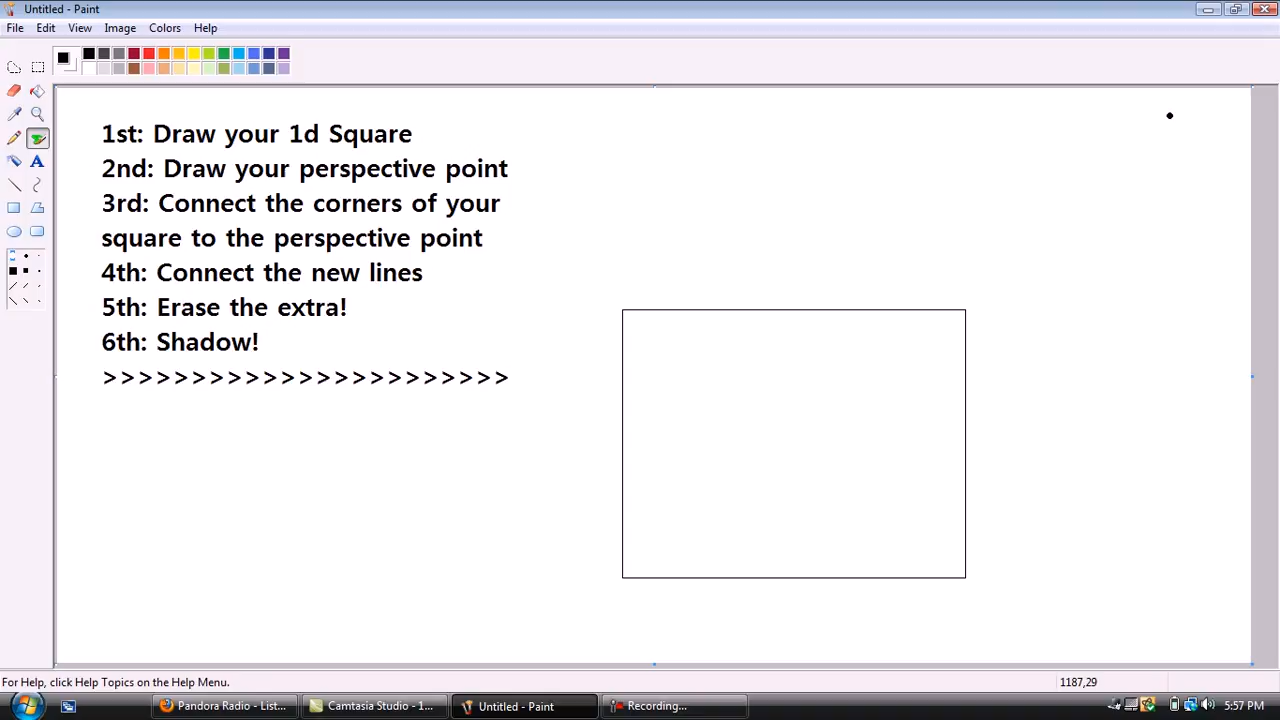 Untitled - Paint
File Edit View Image Colors Help
1st: Draw your 1d Square
2nd: Draw your perspective point
3rd: Connect the corners of your
square to the perspective point
4th: Connect the new lines
5th: Erase the extra!
6th: Shadow!
>>>>>>>>>>>>>>>>>>>>>>>
For Help, click Help Topics on the Help Menu.
1187,29
Pandora Radio - List... Camtasia Studio - 1... Untitled - Paint Recording... 5:57 PM